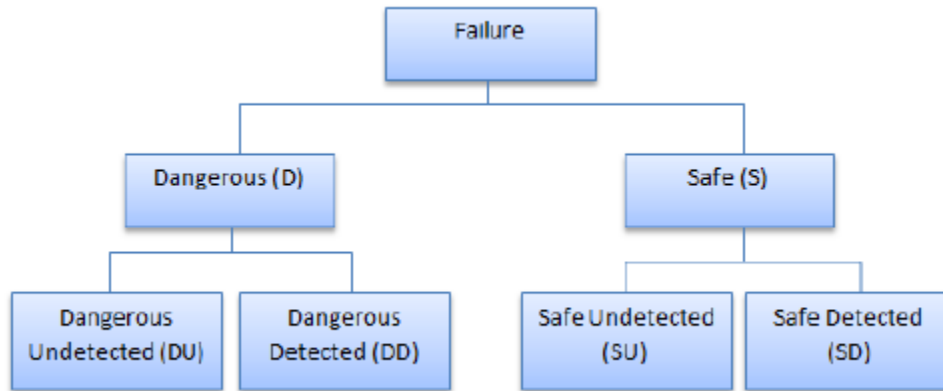 Failure
Dangerous (D)
Safe (S)
Dangerous
Undetected (DU)
Dangerous
Detected (DD)
Safe Undetected
(SU)
Safe Detected
(SD)